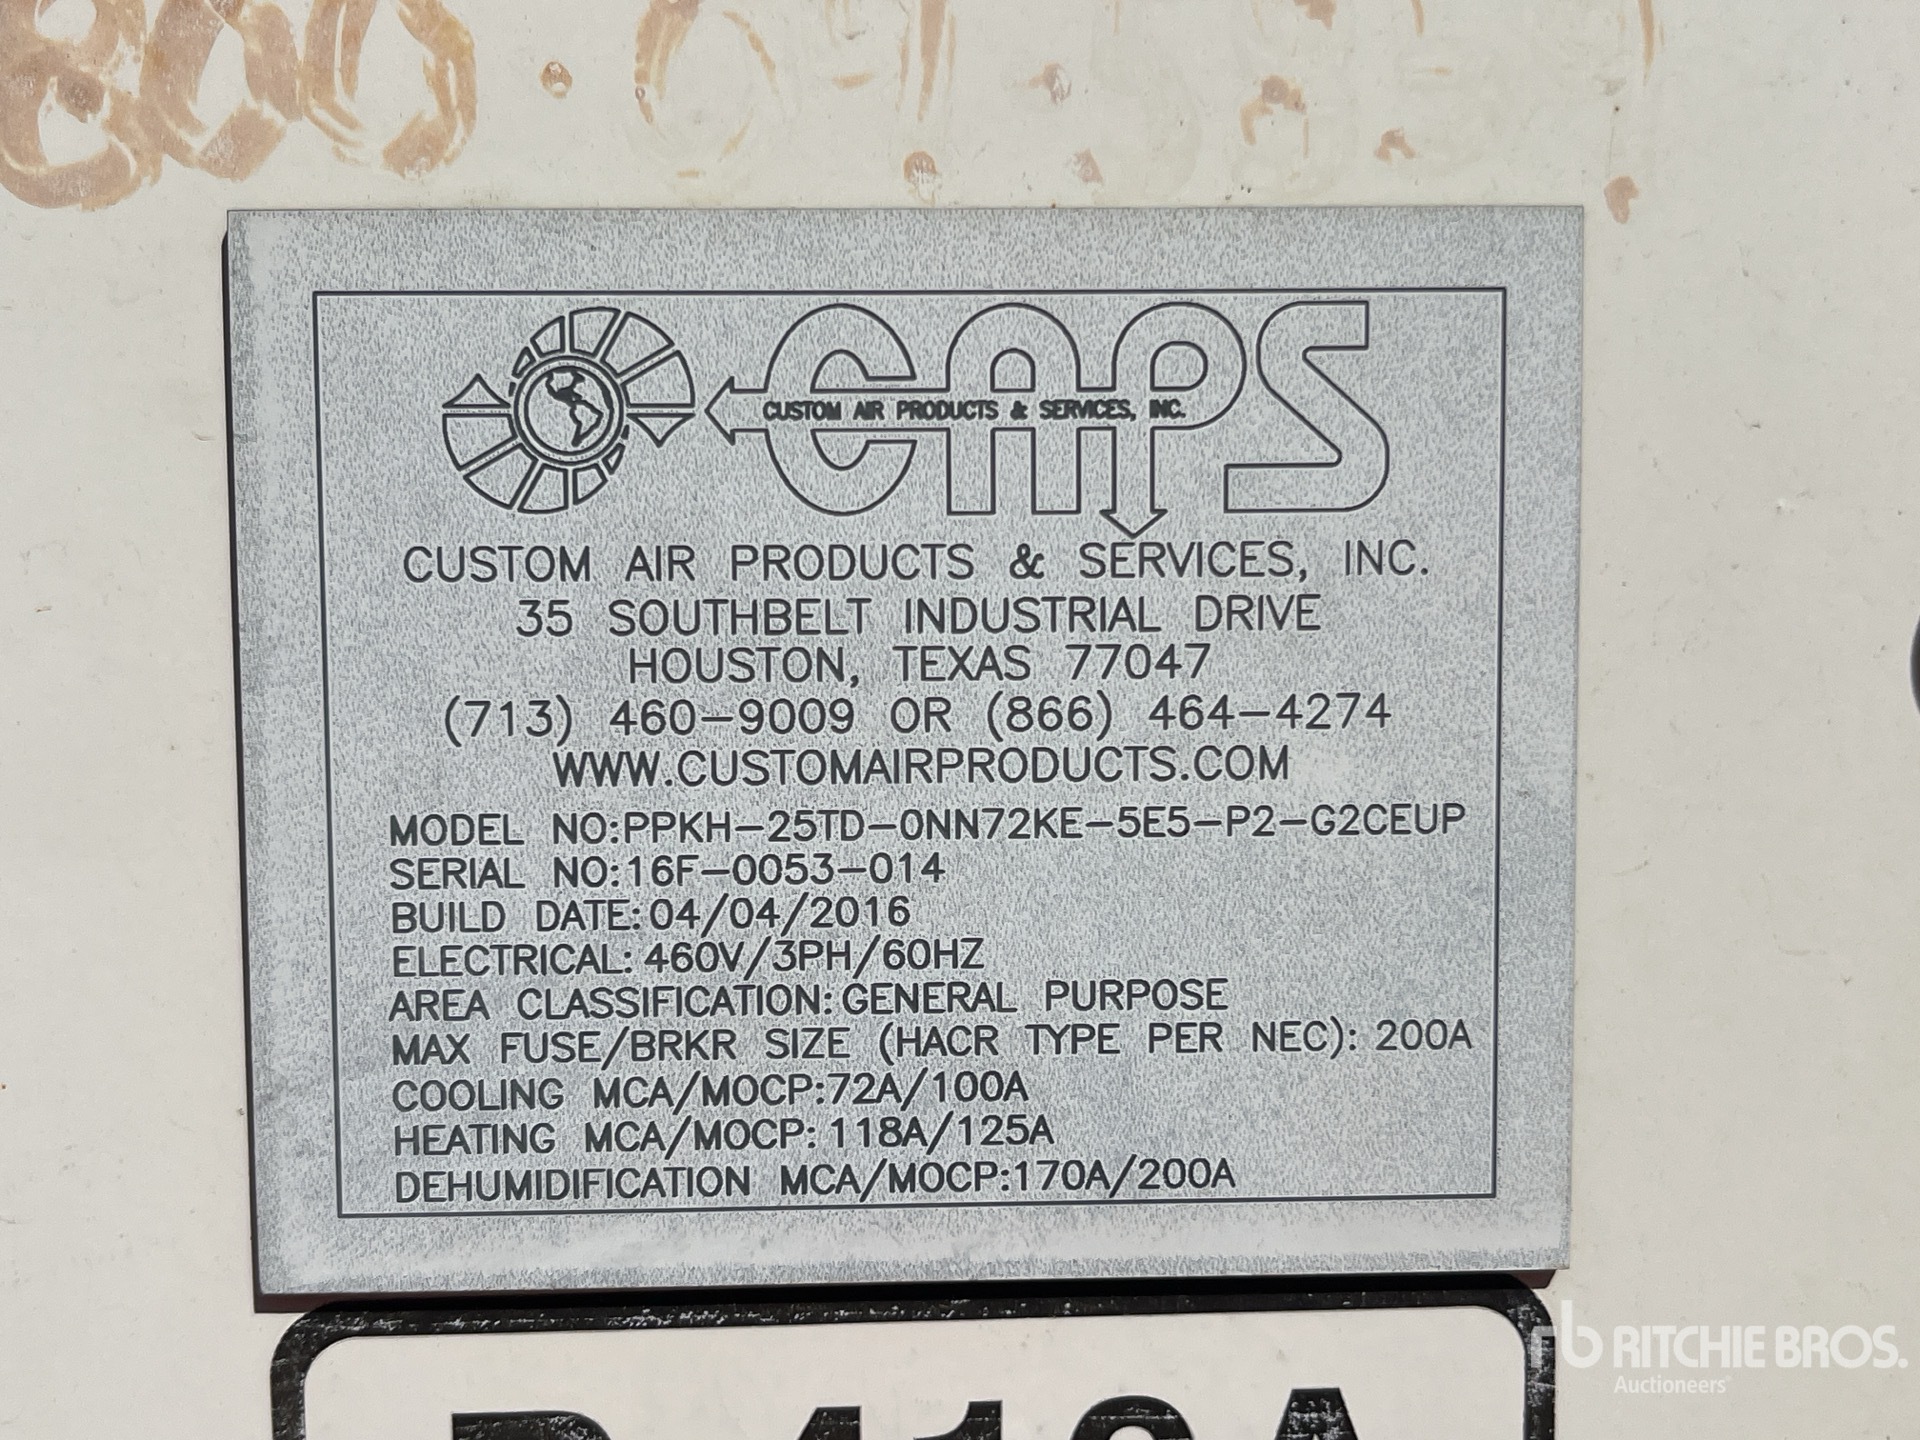 CAPS
CUSTOM AIR PRODUCTS & SERVICES, INC.
CUSTOM AIR PRODUCTS & SERVICES, INC.
35 SOUTHBELT INDUSTRIAL DRIVE
HOUSTON, TEXAS 77047
(713) 460-9009 OR (866) 464-4274
WWW.CUSTOMAIRPRODUCTS.COM
MODEL NO:PPKH-25TD-0NN72KE-5E5-P2-G2CEUP
SERIAL NO:16F-0053-014
BUILD DATE:04/04/2016
ELECTRICAL:460V/3PH/60HZ
AREA CLASSIFICATION:GENERAL PURPOSE
MAX FUSE/BRKR SIZE (HACR TYPE PER NEC): 200A
COOLING MCA/MOCP:72A/100A
HEATING MCA/MOCP:118A/125A
DEHUMIDIFICATION MCA/MOCP:170A/200A
rb RITCHIE BROS.
Auctioneers